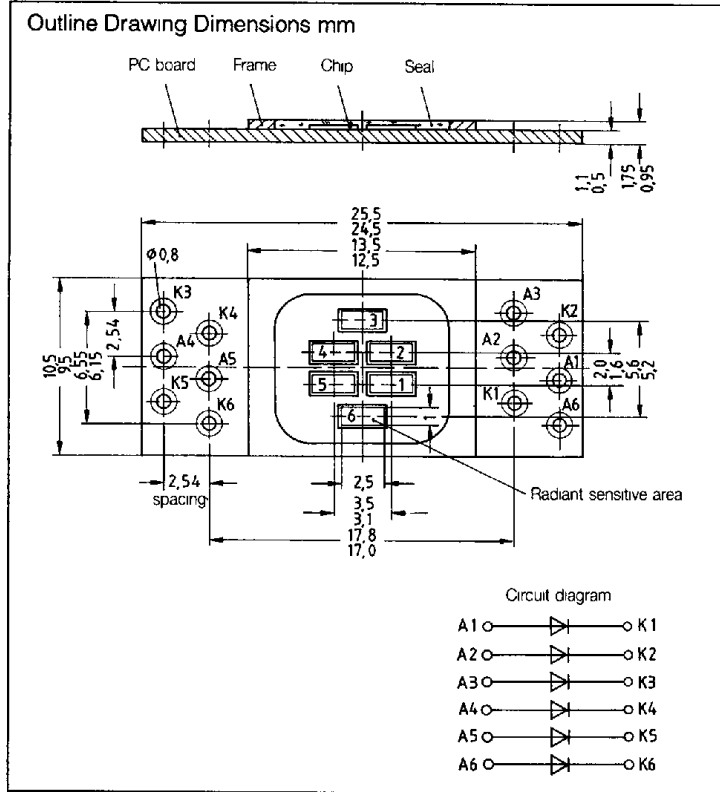 Outline Drawing Dimensions mm
PC board Frame Chip Seal
1,1
0,5
1,75
0,95
25,5
24,5
13,5
12,5
Ø0,8
K3
K4
A4
A5
K5
K6
A3
K2
A2
A1
K1
A6
3
4 2
5 1
6
10,5
9,5
6,55
6,15
2,54
2,0
1,6
5,6
5,2
1
2,54
spacing
2,5
3,5
3,1
17,8
17,0
Radiant sensitive area
Circuit diagram
A1 K1
A2 K2
A3 K3
A4 K4
A5 K5
A6 K6